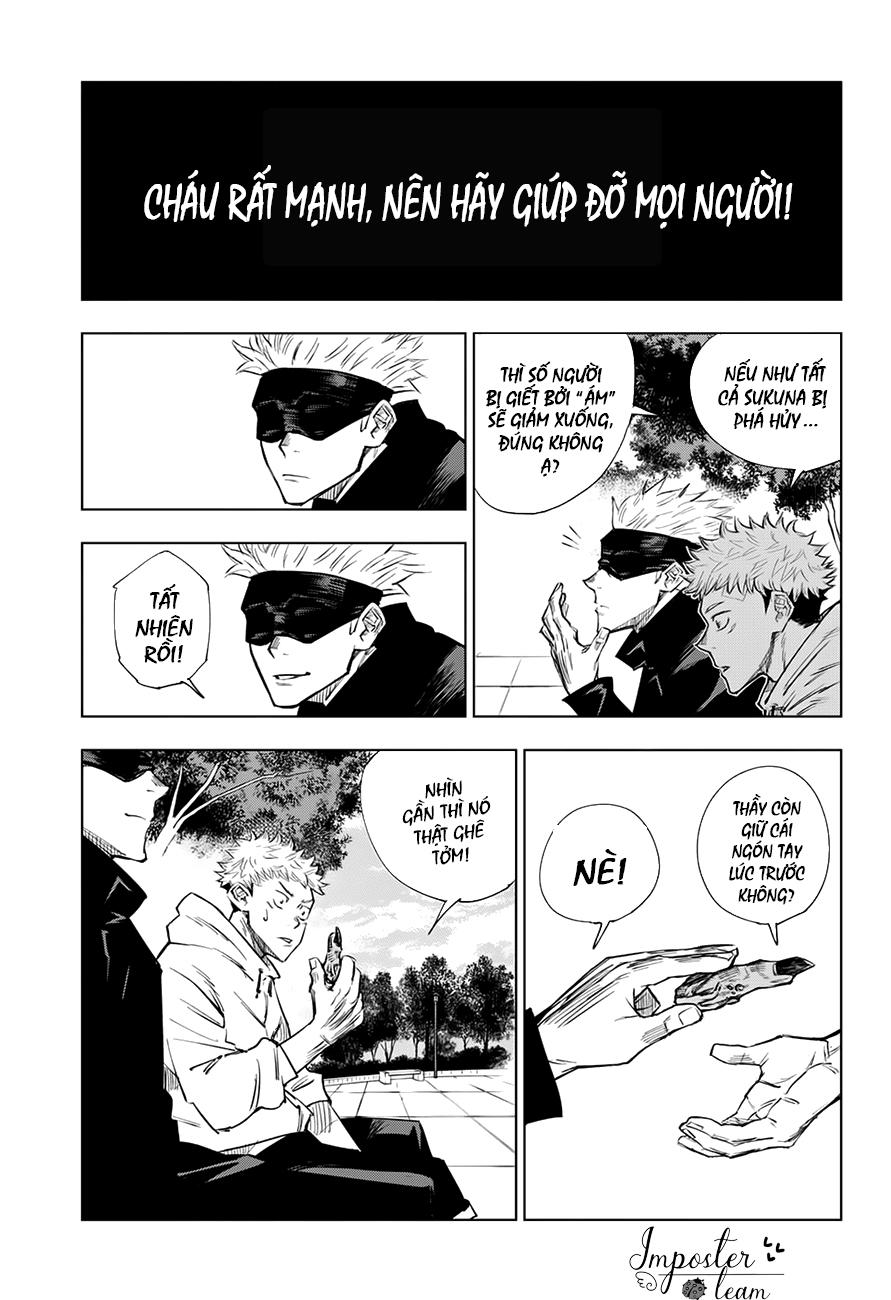 CHÁU RẤT MẠNH, NÊN HÃY GIÚP ĐỠ MỌI NGƯỜI!
NẾU NHƯ TẤT
CẢ SUKUNA BỊ
PHÁ HỦY...
THÌ SỐ NGƯỜI
BỊ GIẾT BỞI “ÁM”
SẼ GIẢM XUỐNG,
ĐÚNG KHÔNG
Ạ?
TẤT
NHIÊN
RỒI!
THẦY CÒN
GIỮ CÁI
NGÓN TAY
LÚC TRƯỚC
KHÔNG?
NÈ!
NHÌN
GẦN THÌ NÓ
THẬT GHÊ
TỞM!
Imposter
team